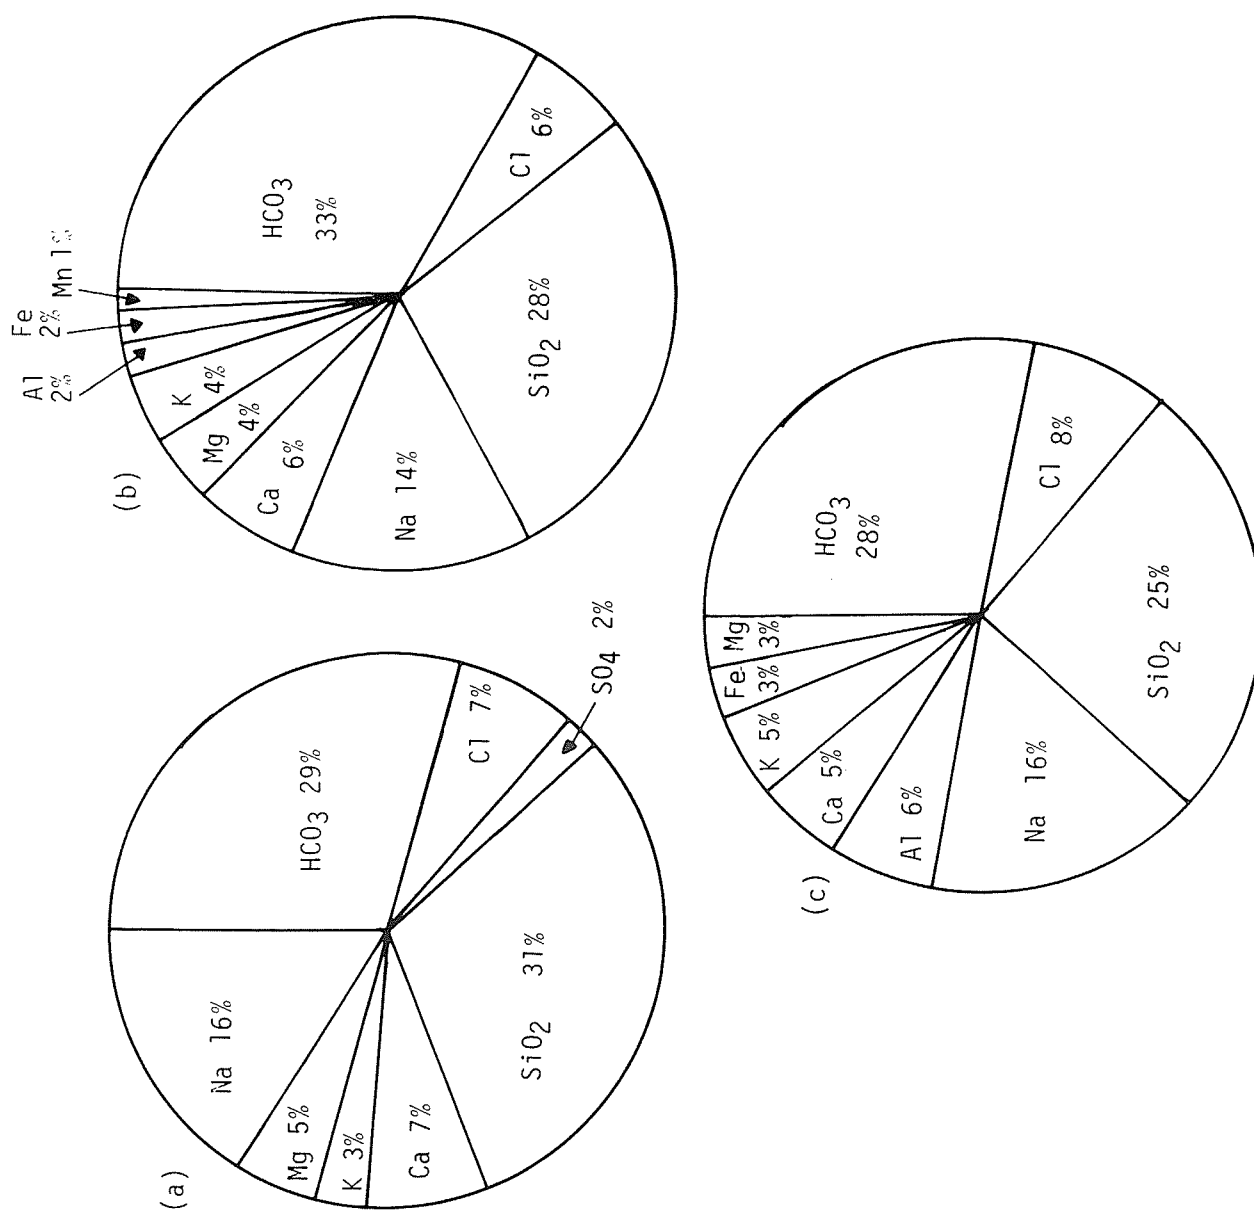 (a)
HCO3 29%
Cl 7%
SO4 2%
SiO2 31%
Ca 7%
K 3%
Mg 5%
Na 16%
(b)
HCO3
33%
Cl 6%
SiO2 28%
Na 14%
Ca 6%
Mg 4%
K 4%
Al
2%
Fe
2%
Mn 1%
(c)
HCO3
28%
Cl 8%
SiO2 25%
Na 16%
Al 6%
Ca 5%
K 5%
Fe
3%
Mg
3%